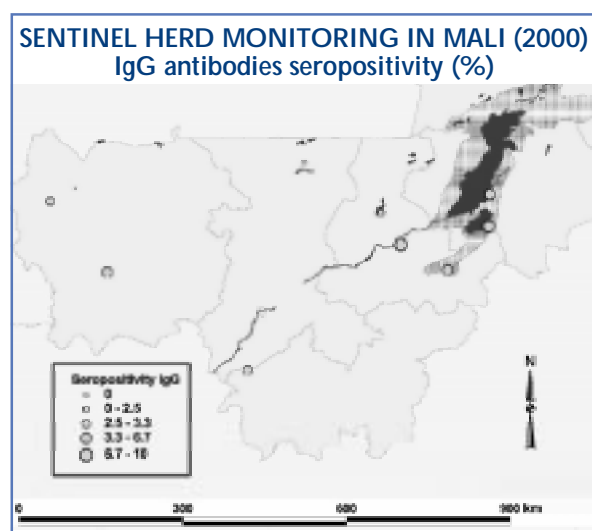 SENTINEL HERD MONITORING IN MALI (2000)
IgG antibodies seropositivity (%)
N
Seropositivity IgG
0
0 - 2.5
2.5 - 3.3
3.3 - 6.7
6.7 - 10
0 300 600 900 km